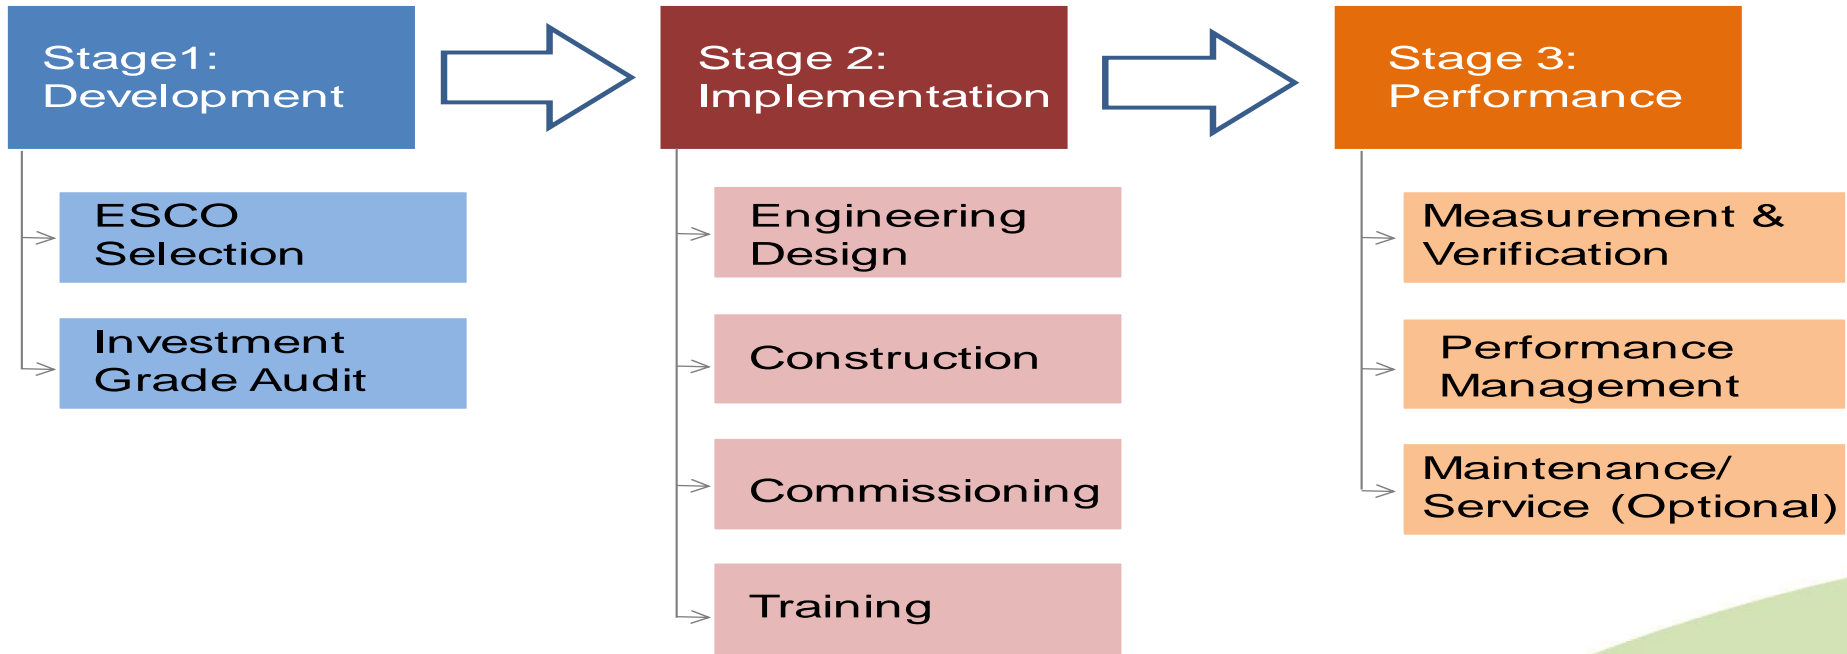 Stage1:
Development
ESCO
Selection
Investment
Grade Audit
Stage 2:
Implementation
Engineering
Design
Construction
Commissioning
Training
Stage 3:
Performance
Measurement &
Verification
Performance
Management
Maintenance/
Service (Optional)